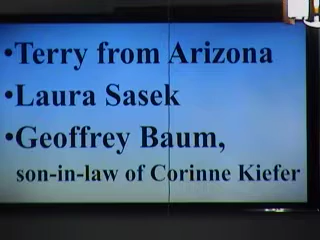 •Terry from Arizona
•Laura Sasek
•Geoffrey Baum,
son-in-law of Corinne Kiefer